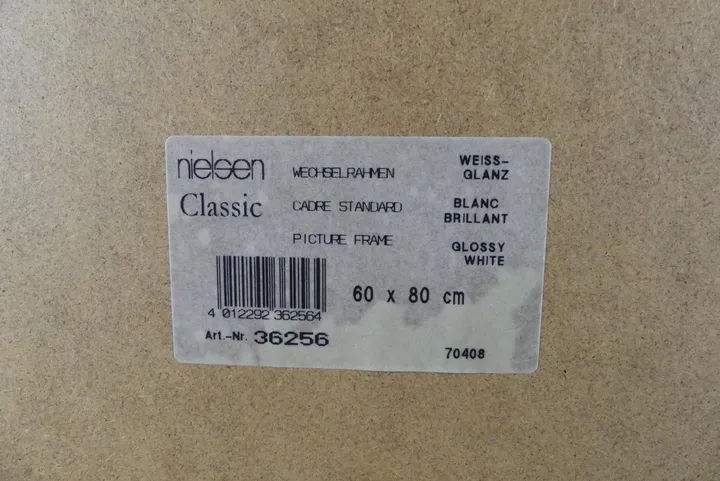 nielsen
Classic
WECHSELRAHMEN
CADRE STANDARD
PICTURE FRAME
WEISS-
GLANZ
BLANC
BRILLANT
GLOSSY
WHITE
4 012292 362564
60 x 80 cm
Art.-Nr. 36256
70408